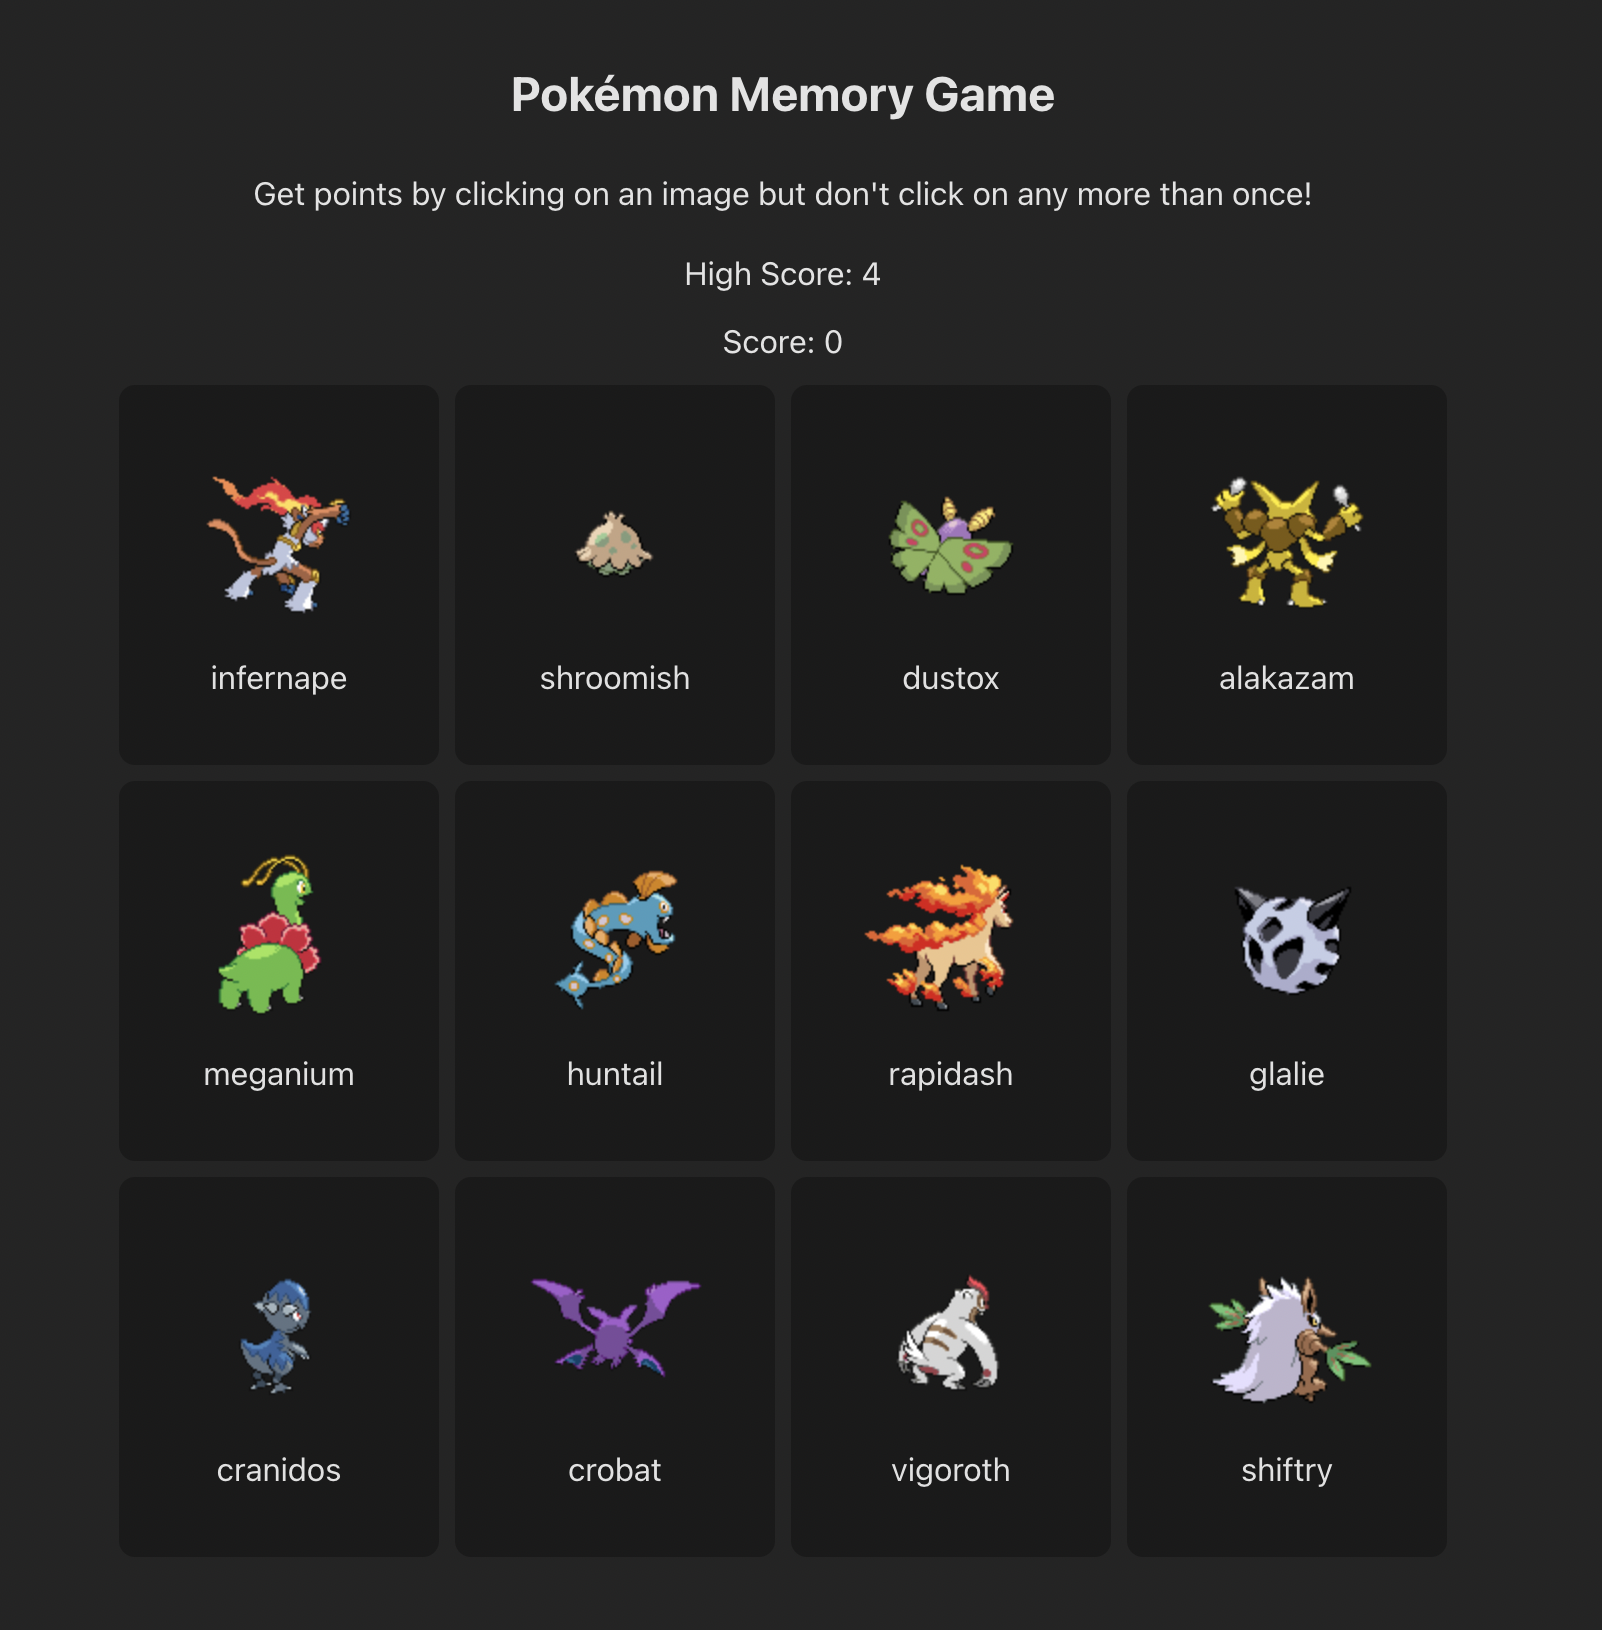 Pokémon Memory Game
Get points by clicking on an image but don't click on any more than once!
High Score: 4
Score: 0
infernape
shroomish
dustox
alakazam
meganium
huntail
rapidash
glalie
cranidos
crobat
vigoroth
shiftry